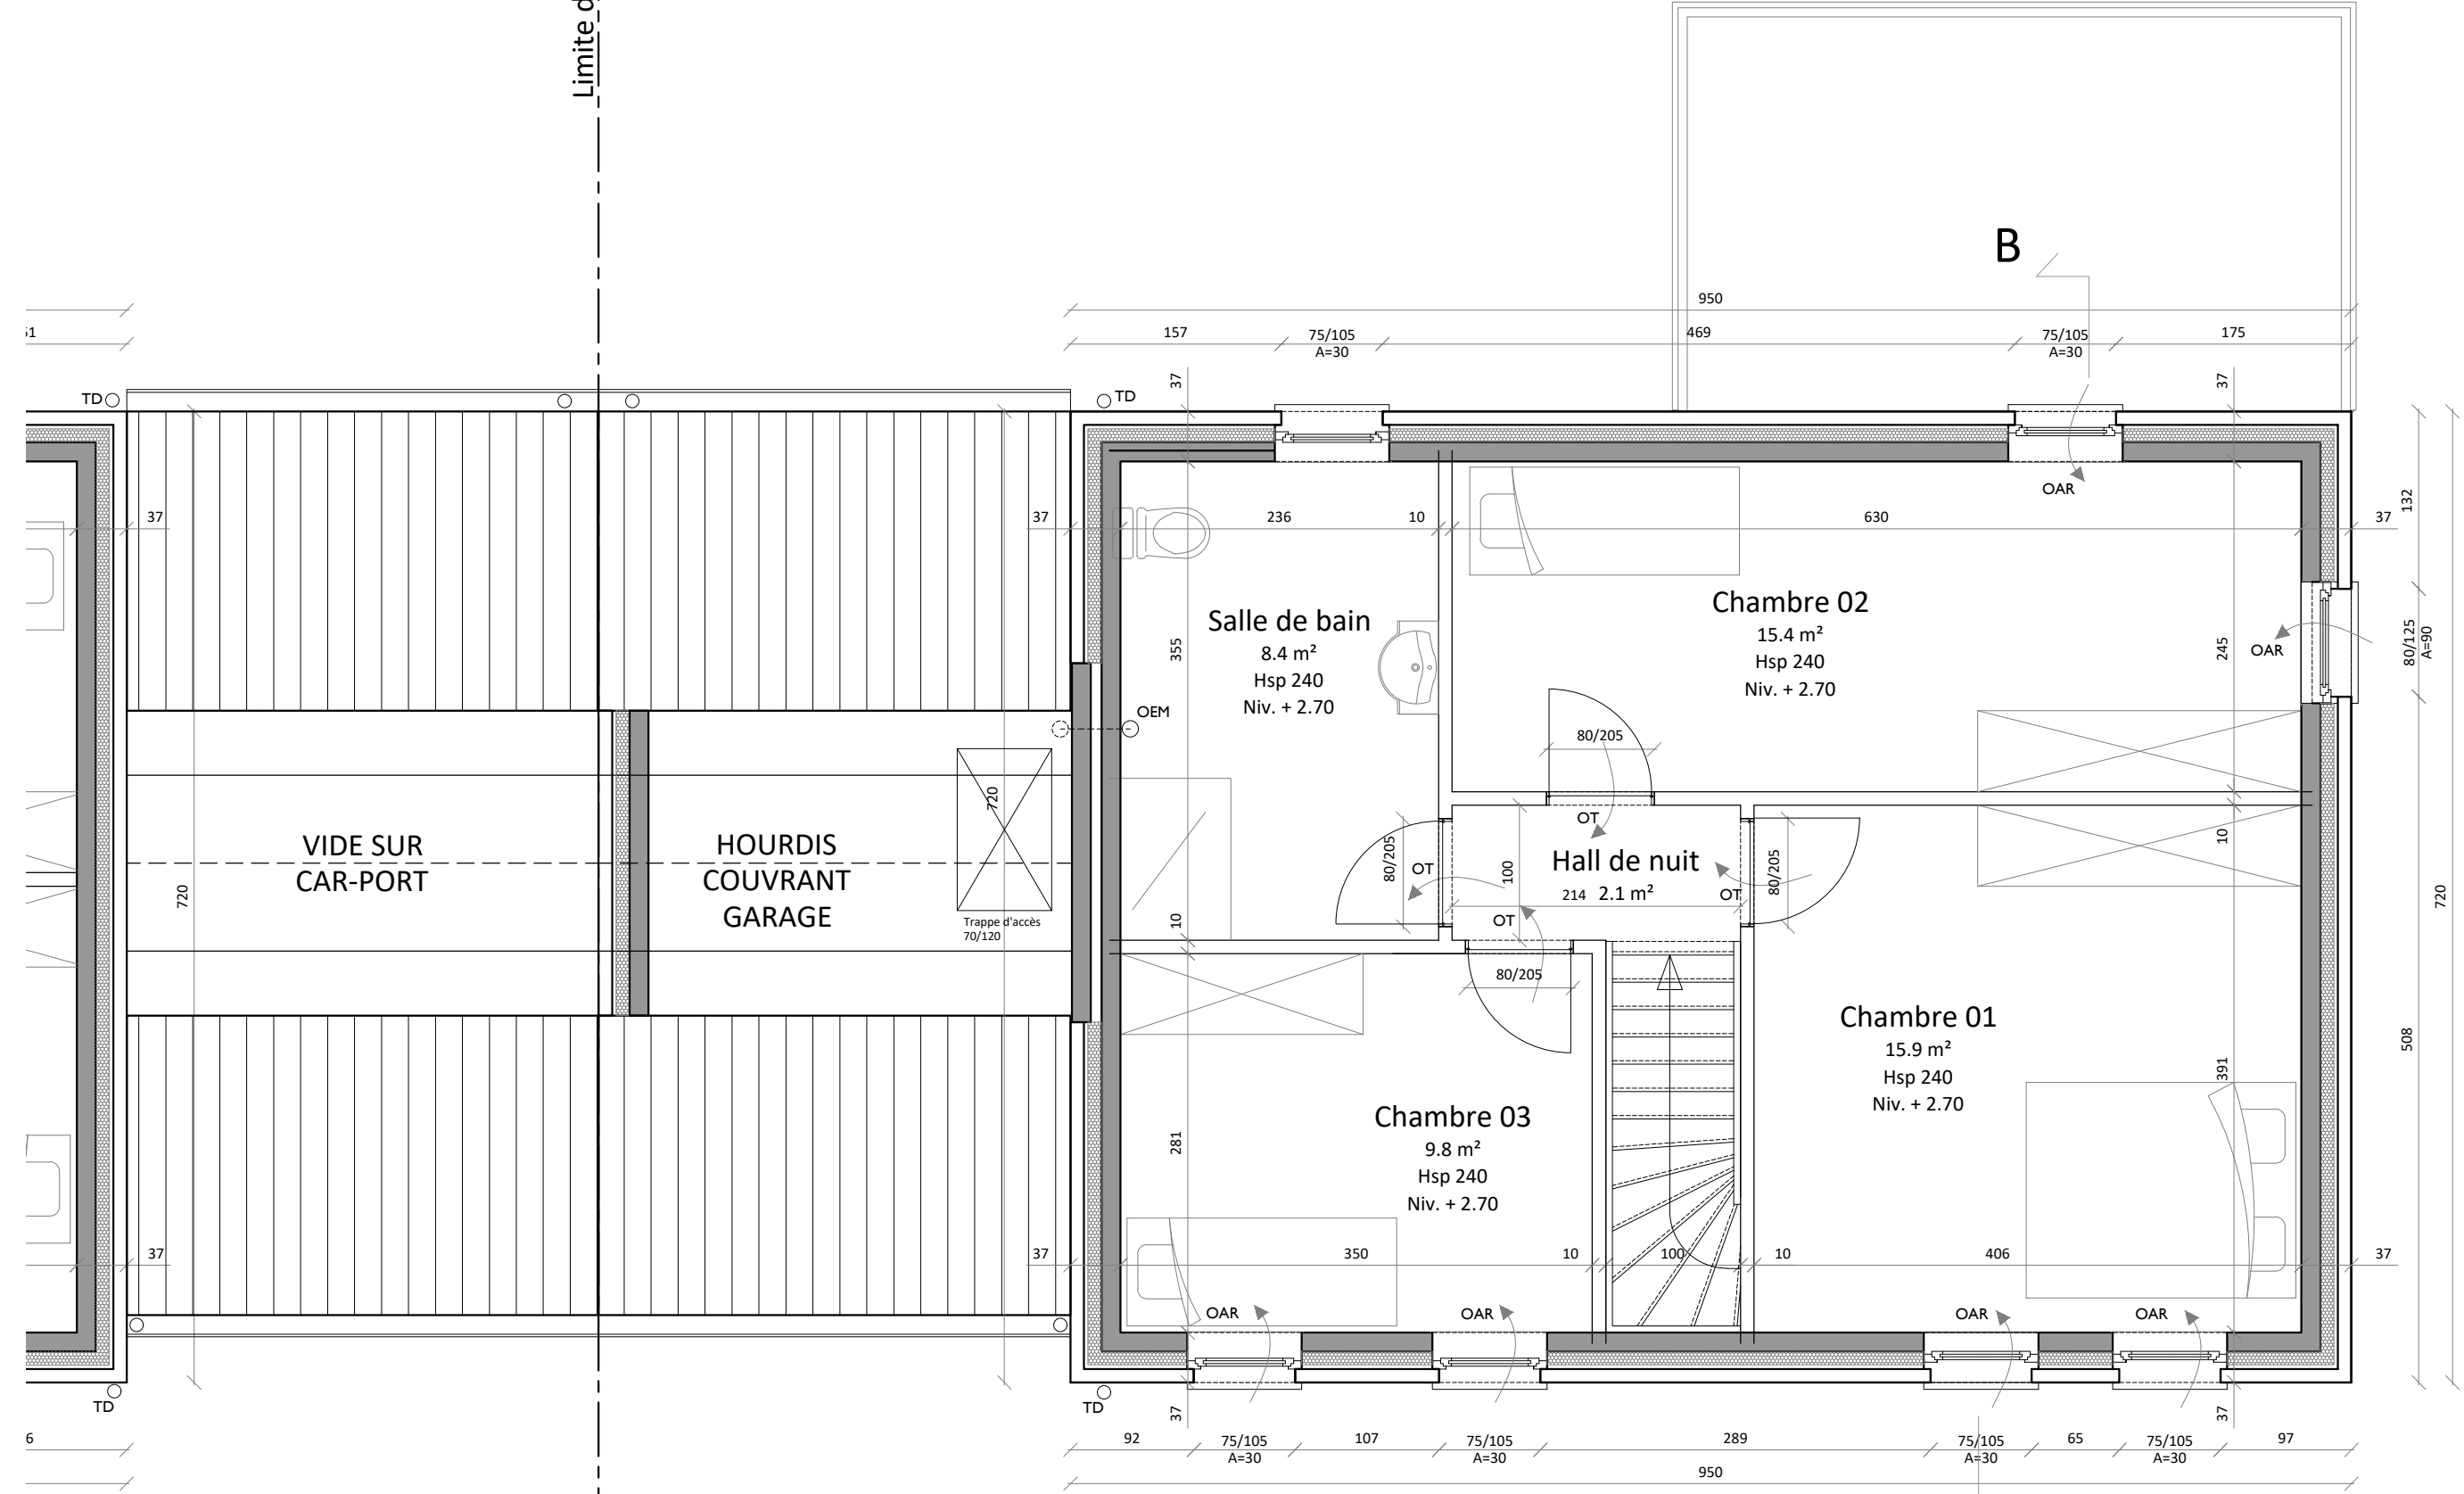 Limite d
B
950
51
157
75/105
A=30
469
75/105
A=30
175
37
37
TD
TD
37
37
236
10
630
37
132
OAR
Salle de bain
8.4 m²
Hsp 240
Niv. + 2.70
355
Chambre 02
15.4 m²
Hsp 240
Niv. + 2.70
245
OAR
80/125
A=90
OEM
80/205
VIDE SUR
CAR-PORT
720
HOURDIS
COUVRANT
GARAGE
720
Trappe d'accès
70/120
10
80/205
OT
OT
100
Hall de nuit
214
2.1 m²
OT
OT
80/205
80/205
10
720
508
Chambre 01
15.9 m²
Hsp 240
Niv. + 2.70
391
Chambre 03
9.8 m²
Hsp 240
Niv. + 2.70
281
37
37
350
10
100
10
406
37
OAR
OAR
OAR
OAR
TD
TD
37
37
6
92
75/105
A=30
107
75/105
A=30
289
75/105
A=30
65
75/105
A=30
97
950